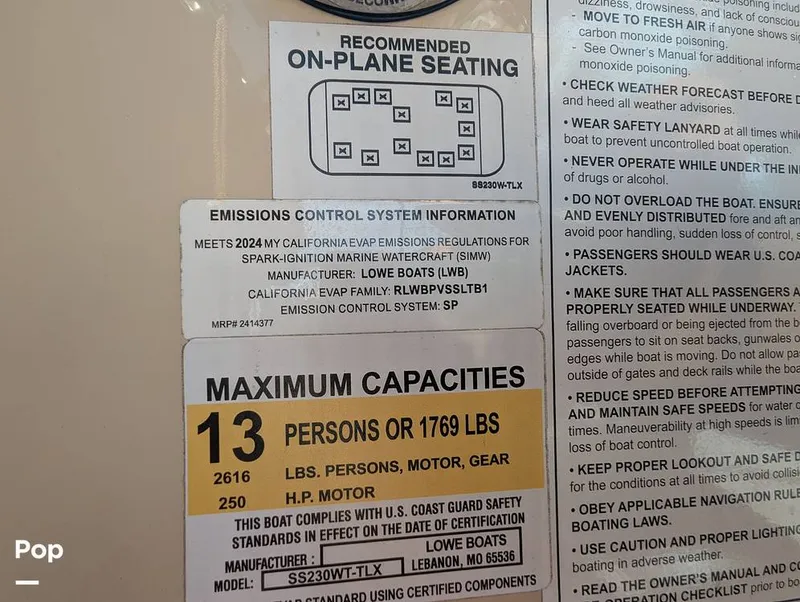 RECOMMENDED
ON-PLANE SEATING
SS230W-TLX
EMISSIONS CONTROL SYSTEM INFORMATION
MEETS 2024 MY CALIFORNIA EVAP EMISSIONS REGULATIONS FOR
SPARK-IGNITION MARINE WATERCRAFT (SIMW)
MANUFACTURER: LOWE BOATS (LWB)
CALIFORNIA EVAP FAMILY: RLWBPVSSLTB1
EMISSION CONTROL SYSTEM: SP
MRP# 2414377
MAXIMUM CAPACITIES
13 PERSONS OR 1769 LBS
2616 LBS. PERSONS, MOTOR, GEAR
250 H.P. MOTOR
THIS BOAT COMPLIES WITH U.S. COAST GUARD SAFETY
STANDARDS IN EFFECT ON THE DATE OF CERTIFICATION
MANUFACTURER: LOWE BOATS
LEBANON, MO 65536
MODEL: SS230WT-TLX
STANDARD USING CERTIFIED COMPONENTS
dizziness, drowsiness, and lack of
- MOVE TO FRESH AIR if anyone shows
carbon monoxide poisoning.
- See Owner's Manual for additional
monoxide poisoning.
• CHECK WEATHER FORECAST BEFORE
and heed all weather advisories.
• WEAR SAFETY LANYARD at all times
boat to prevent uncontrolled boat operation.
• NEVER OPERATE WHILE UNDER THE
of drugs or alcohol.
• DO NOT OVERLOAD THE BOAT. ENSURE
AND EVENLY DISTRIBUTED fore and aft
avoid poor handling, sudden loss of control,
• PASSENGERS SHOULD WEAR U.S.
JACKETS.
• MAKE SURE THAT ALL PASSENGERS
PROPERLY SEATED WHILE UNDERWAY.
falling overboard or being ejected from the
passengers to sit on seat backs, gunwales
edges while boat is moving. Do not allow
outside of gates and deck rails while the
• REDUCE SPEED BEFORE ATTEMPTING
AND MAINTAIN SAFE SPEEDS for water
times. Maneuverability at high speeds is
loss of boat control.
• KEEP PROPER LOOKOUT AND SAFE
for the conditions at all times to avoid
• OBEY APPLICABLE NAVIGATION
BOATING LAWS.
• USE CAUTION AND PROPER LIGHTING
boating in adverse weather.
• READ THE OWNER'S MANUAL AND
OPERATION CHECKLIST prior to
Pop